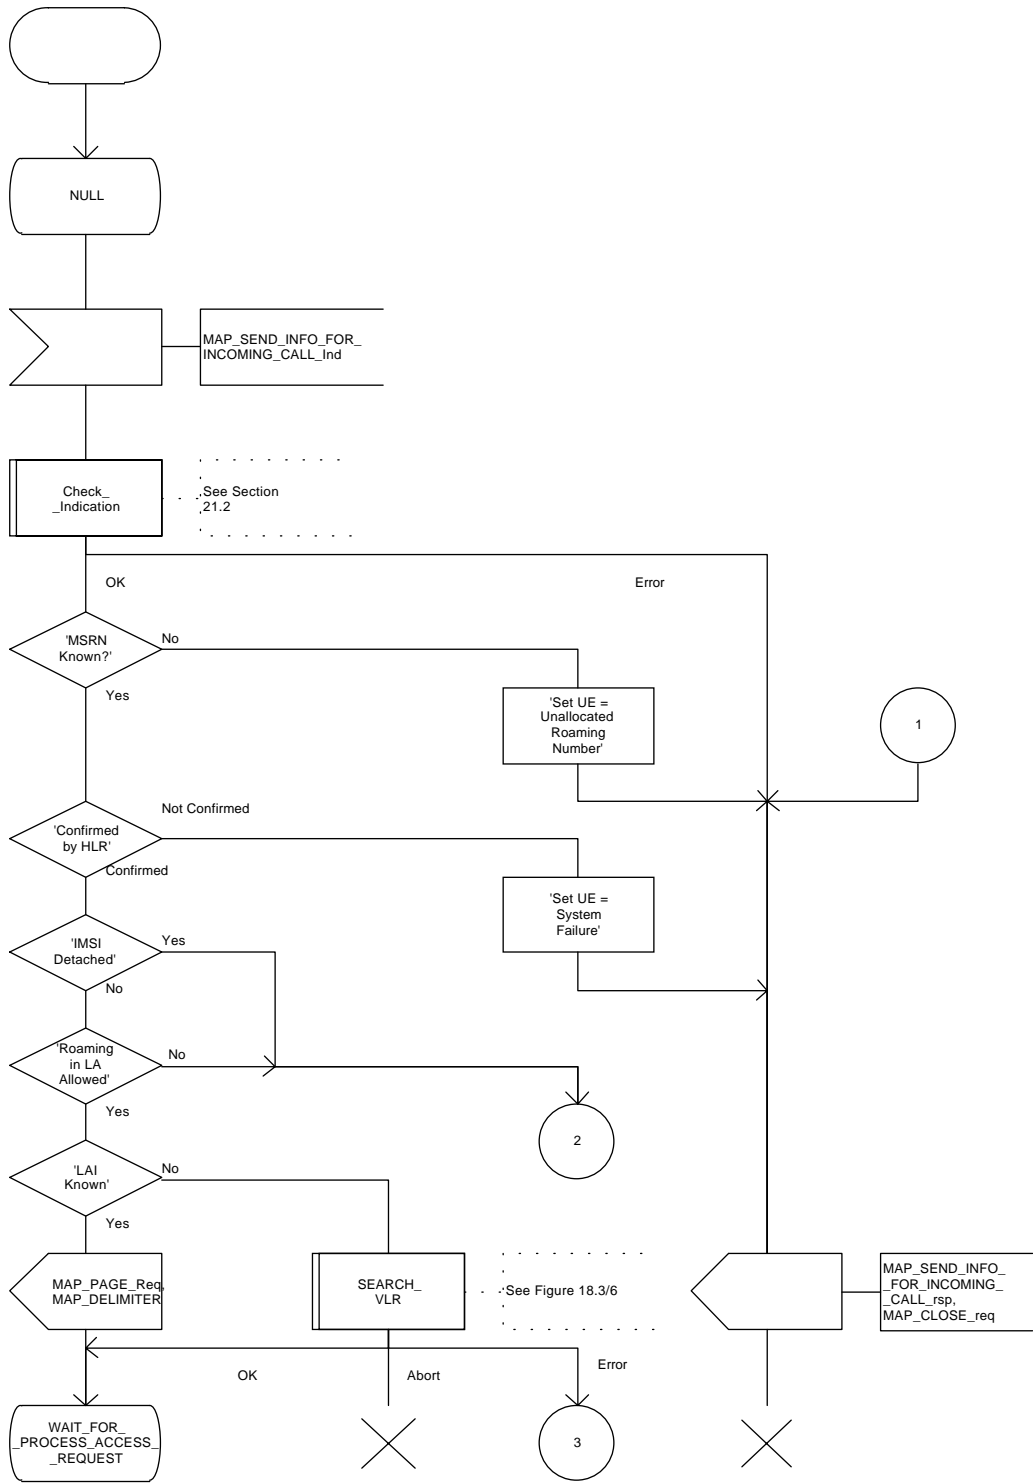 NULL
MAP_SEND_INFO_FOR_
INCOMING_CALL_Ind
Check_
_Indication
See Section
21.2
OK
Error
'MSRN
Known?'
No
Yes
'Set UE =
Unallocated
Roaming
Number'
1
Not Confirmed
'Confirmed
by HLR'
Confirmed
'Set UE =
System
Failure'
'IMSI
Detached'
Yes
No
'Roaming
in LA
Allowed'
No
Yes
2
'LAI
Known'
No
Yes
MAP_PAGE_Req,
MAP_DELIMITER
SEARCH_
VLR
See Figure 18.3/6
MAP_SEND_INFO_
_FOR_INCOMING_
_CALL_rsp,
MAP_CLOSE_req
OK
Abort
Error
WAIT_FOR_
_PROCESS_ACCESS_
_REQUEST
3